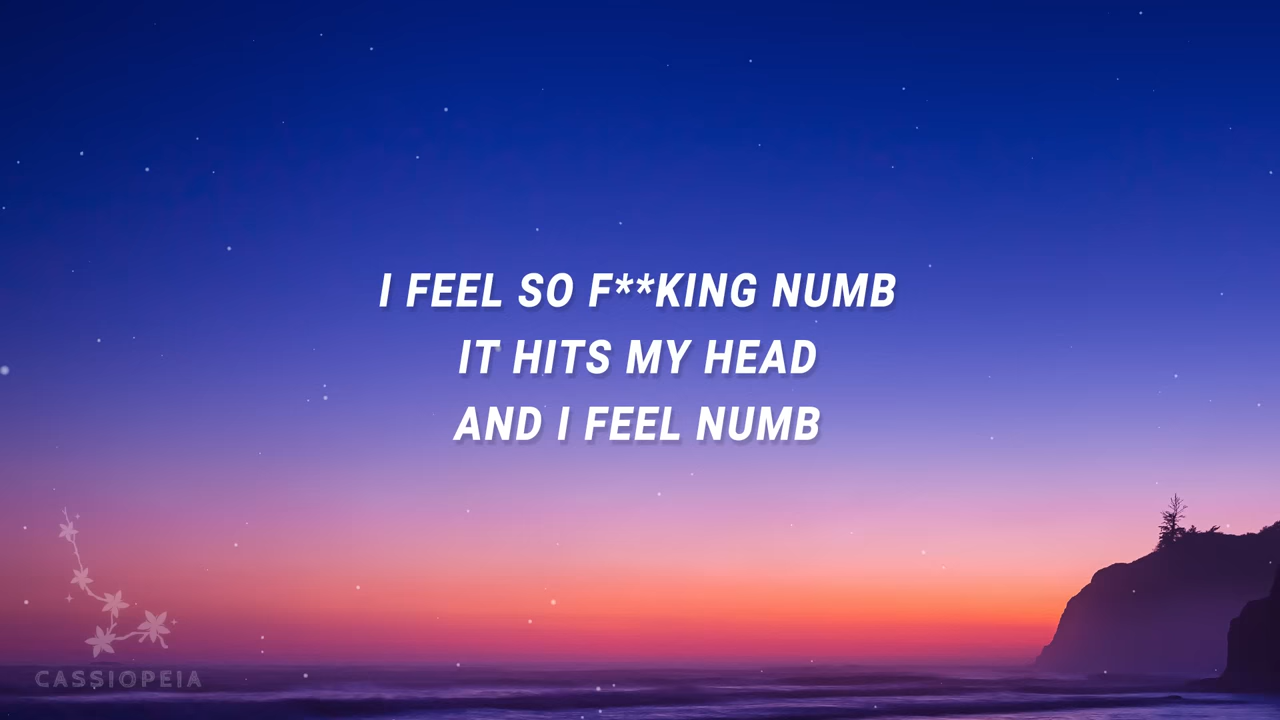 I FEEL SO F**KING NUMB
IT HITS MY HEAD
AND I FEEL NUMB
CASSIOPEIA